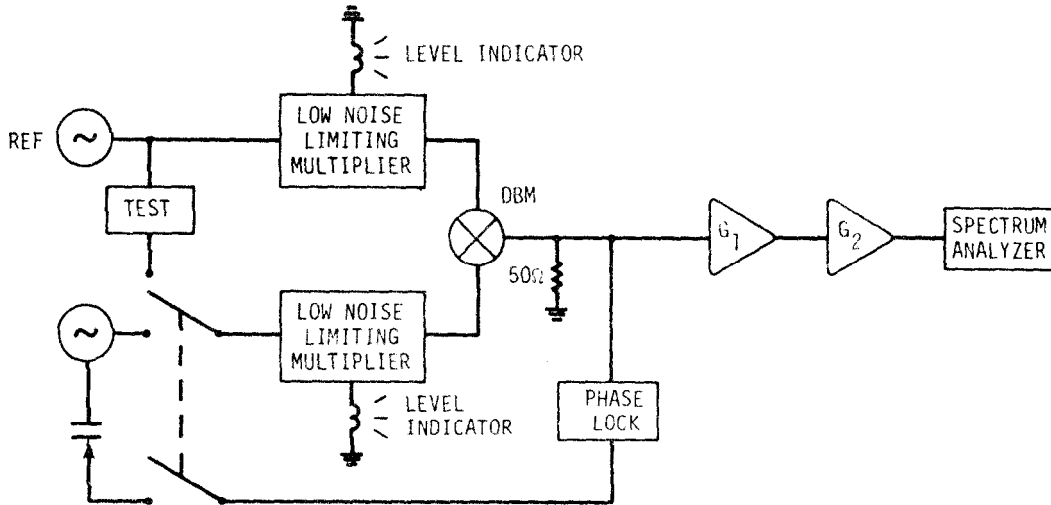 LEVEL INDICATOR
REF
~
LOW NOISE
LIMITING
MULTIPLIER
TEST
DBM
G1
G2
SPECTRUM
ANALYZER
50Ω
~
LOW NOISE
LIMITING
MULTIPLIER
LEVEL
INDICATOR
PHASE
LOCK